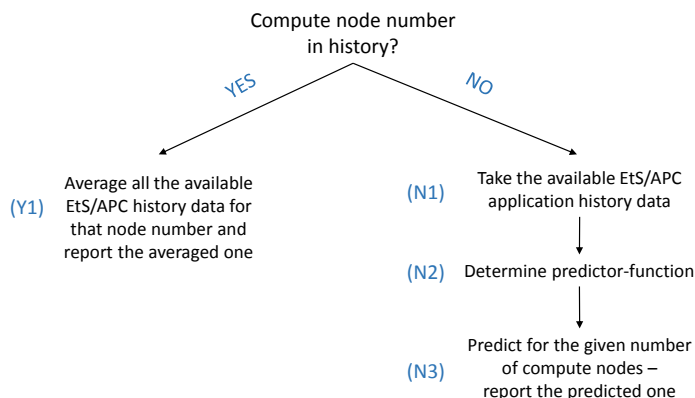 Compute node number
in history?
YES
NO
(Y1)
Average all the available
EtS/APC history data for
that node number and
report the averaged one
(N1)
Take the available EtS/APC
application history data
(N2)
Determine predictor-function
(N3)
Predict for the given number
of compute nodes –
report the predicted one